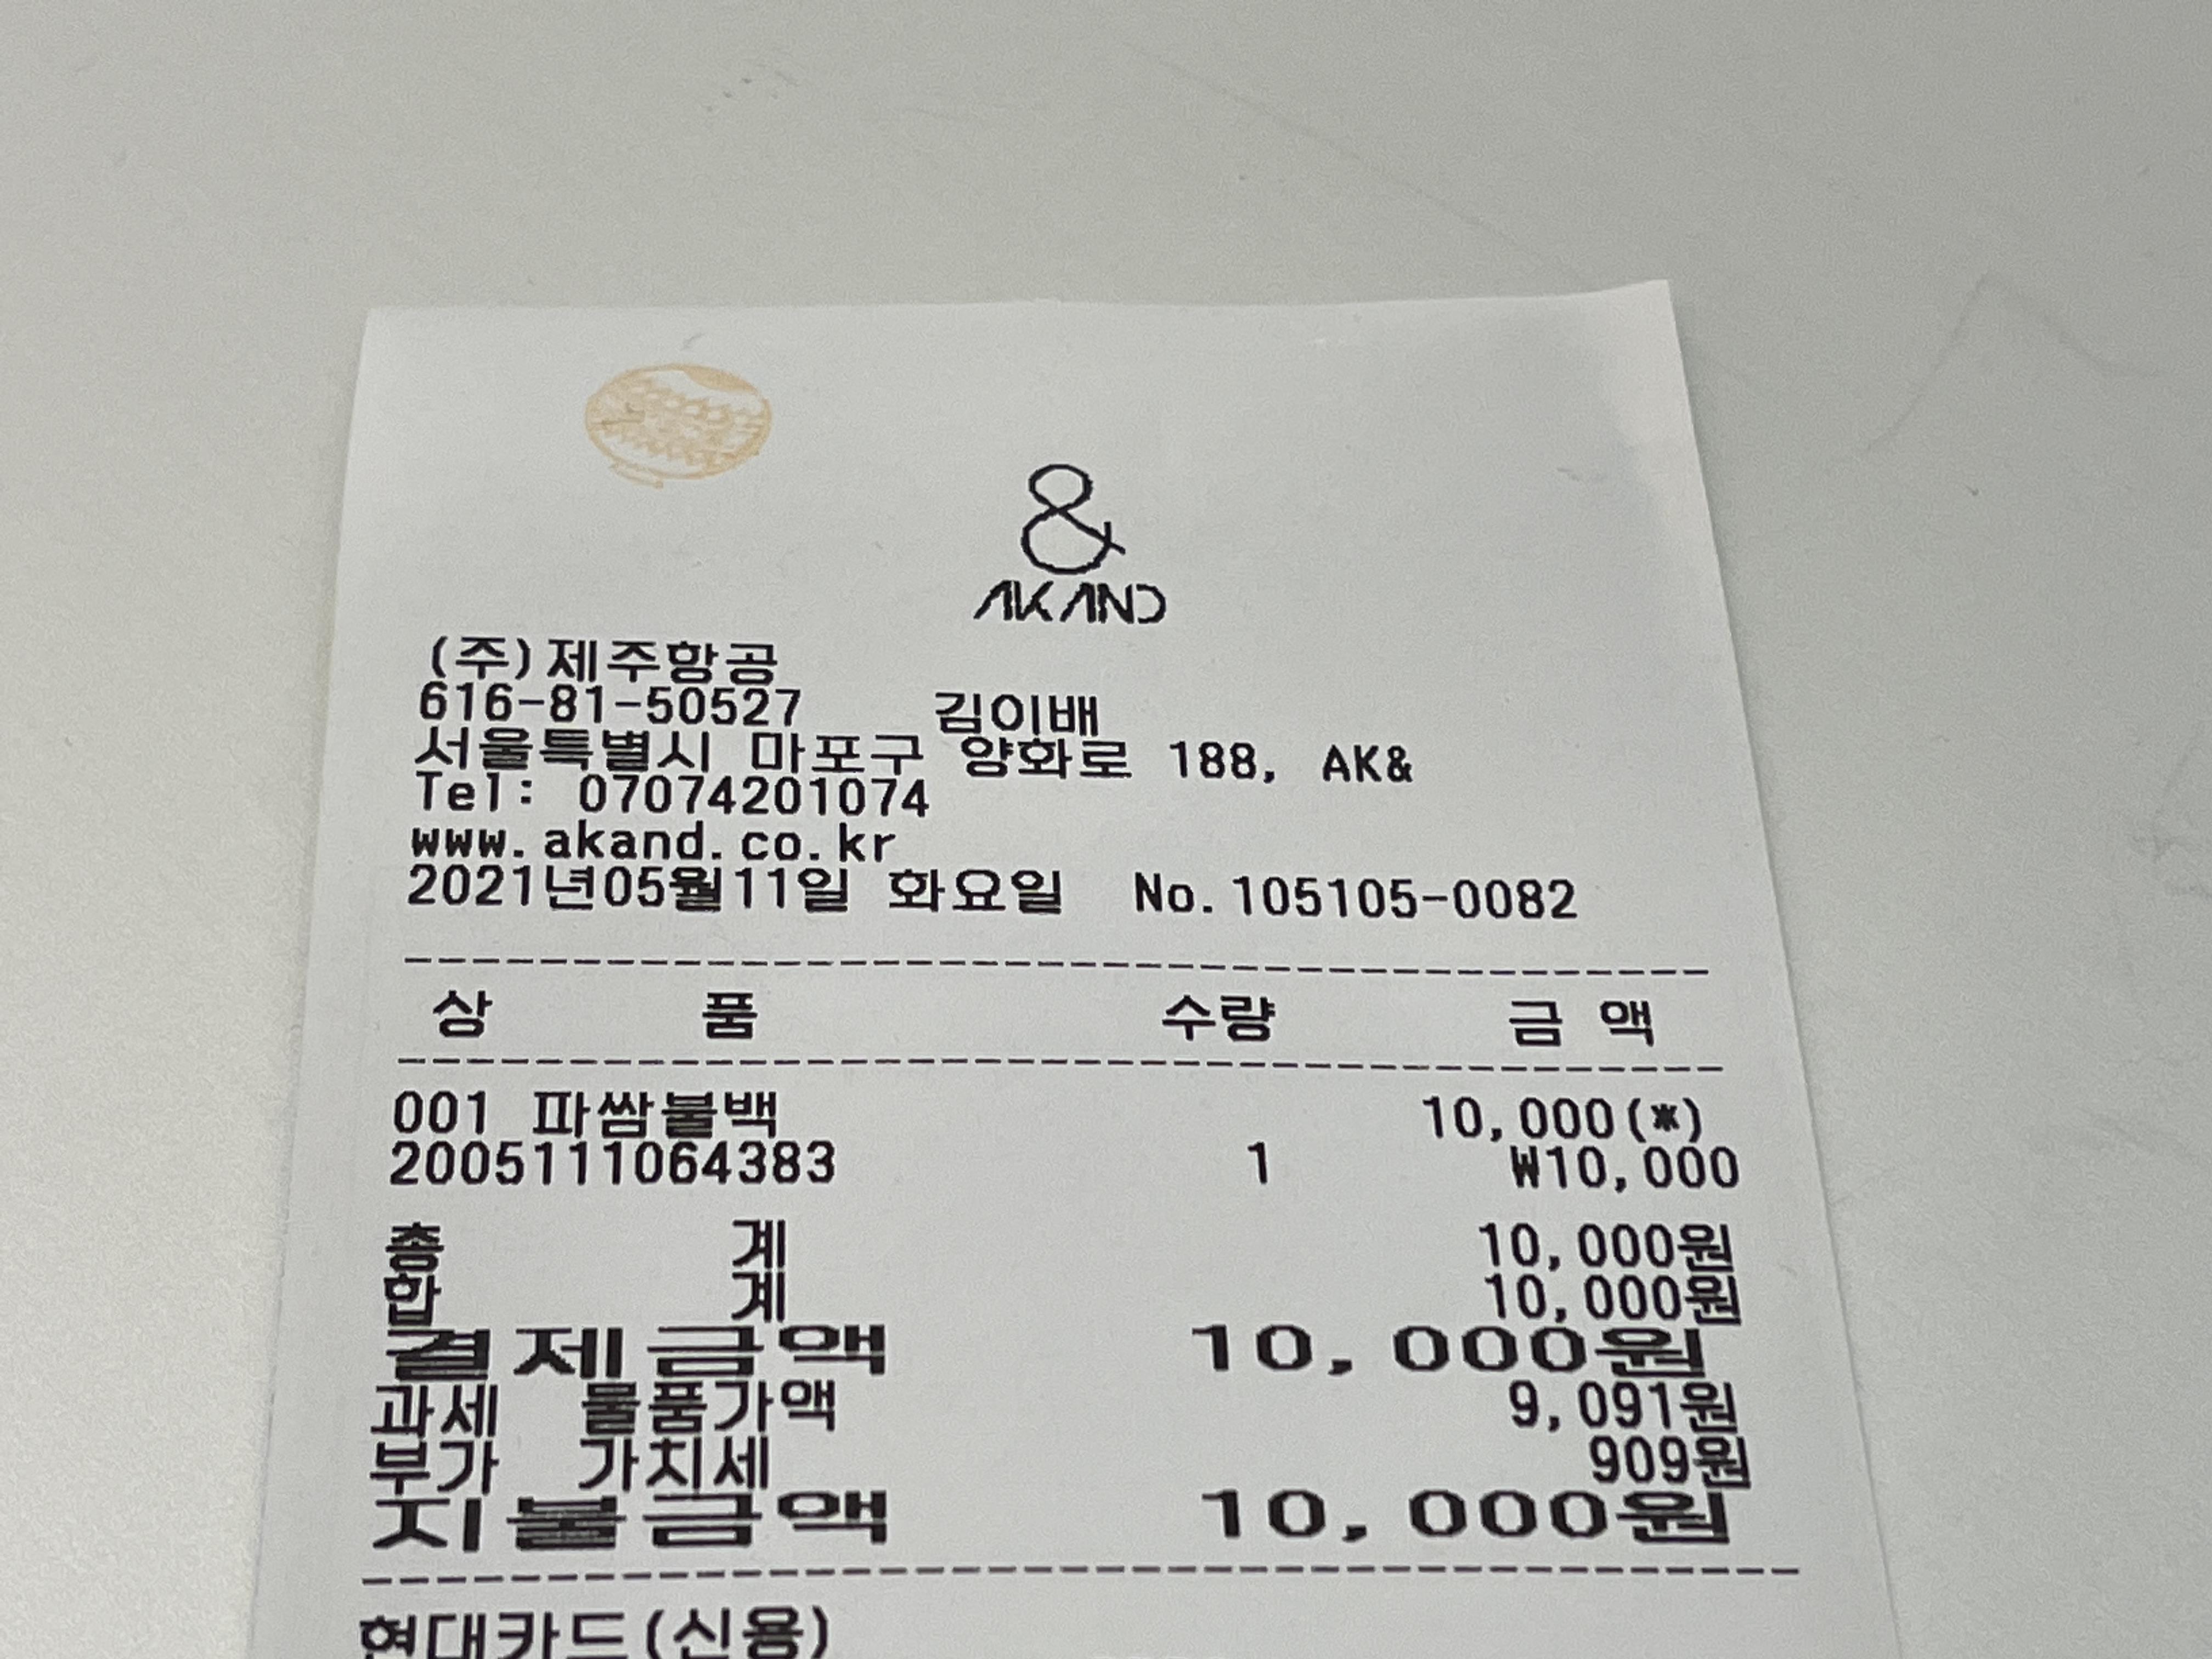 &
AK AND
(주)제주항공
616-81-50527 김이배
서울특별시 마포구 양화로 188, AK&
Tel: 07074201074
www.akand.co.kr
2021년05월11일 화요일 No.105105-0082
상 품 수량 금 액
001 파쌈불백 10,000(*)
2005111064383 1 ₩10,000
총 계 10,000원
합 계 10,000원
결제금액 10,000원
과세 물품가액 9,091원
부가 가치세 909원
지불금액 10,000원
현대카드(신용)